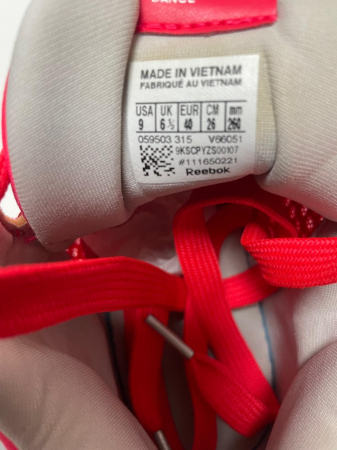 DANCE
MADE IN VIETNAM
FABRIQUÉ AU VIETNAM
USA UK EUR CM mm
9 6½ 40 26 260
059503 315 V66051
9KSCPYZS00107
#111650221
Reebok